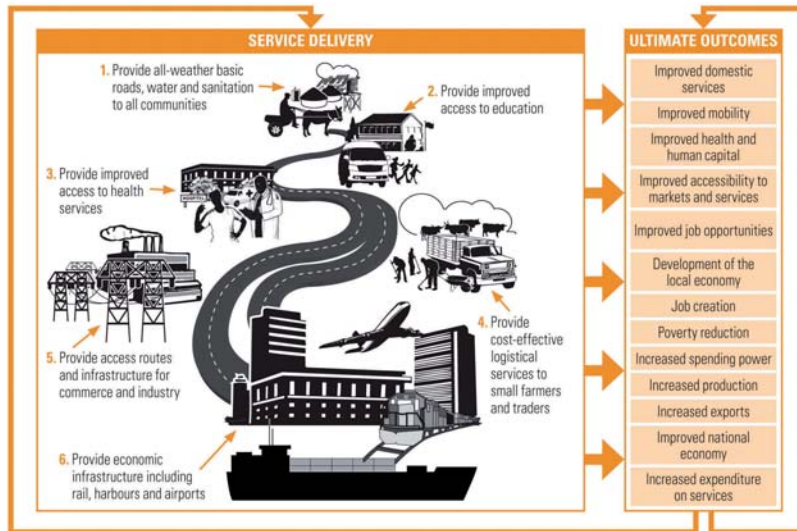 SERVICE DELIVERY
1. Provide all-weather basic
roads, water and sanitation
to all communities
2. Provide improved
access to education
3. Provide improved
access to health
services
HOSPITAL
4. Provide
cost-effective
logistical
services to
small farmers
and traders
5. Provide access routes
and infrastructure for
commerce and industry
6. Provide economic
infrastructure including
rail, harbours and airports
ULTIMATE OUTCOMES
Improved domestic
services
Improved mobility
Improved health and
human capital
Improved accessibility to
markets and services
Improved job opportunities
Development of the
local economy
Job creation
Poverty reduction
Increased spending power
Increased production
Increased exports
Improved national
economy
Increased expenditure
on services